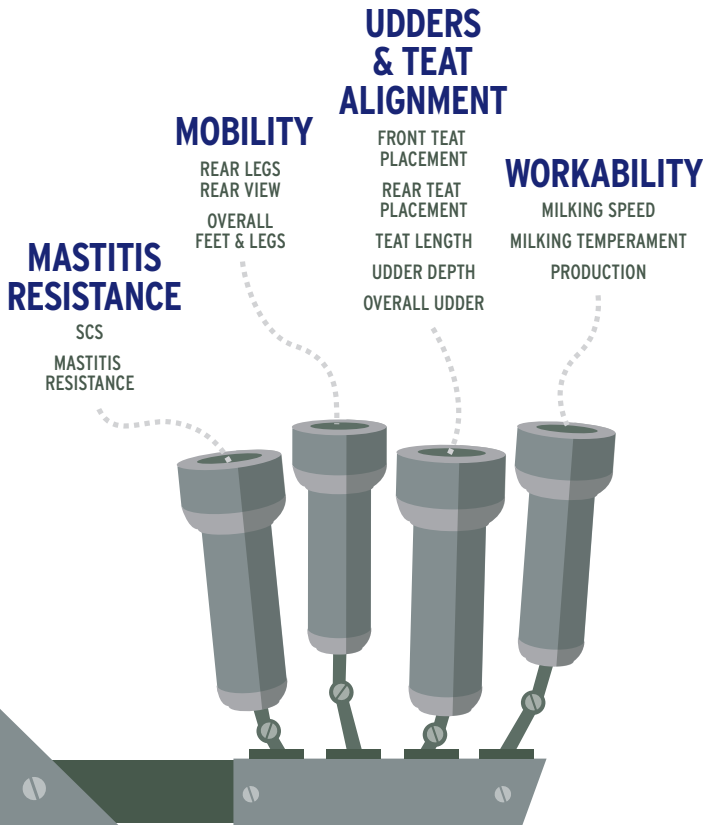 MASTITIS
RESISTANCE
SCS
MASTITIS
RESISTANCE
MOBILITY
REAR LEGS
REAR VIEW
OVERALL
FEET & LEGS
UDDERS
& TEAT
ALIGNMENT
FRONT TEAT
PLACEMENT
REAR TEAT
PLACEMENT
TEAT LENGTH
UDDER DEPTH
OVERALL UDDER
WORKABILITY
MILKING SPEED
MILKING TEMPERAMENT
PRODUCTION